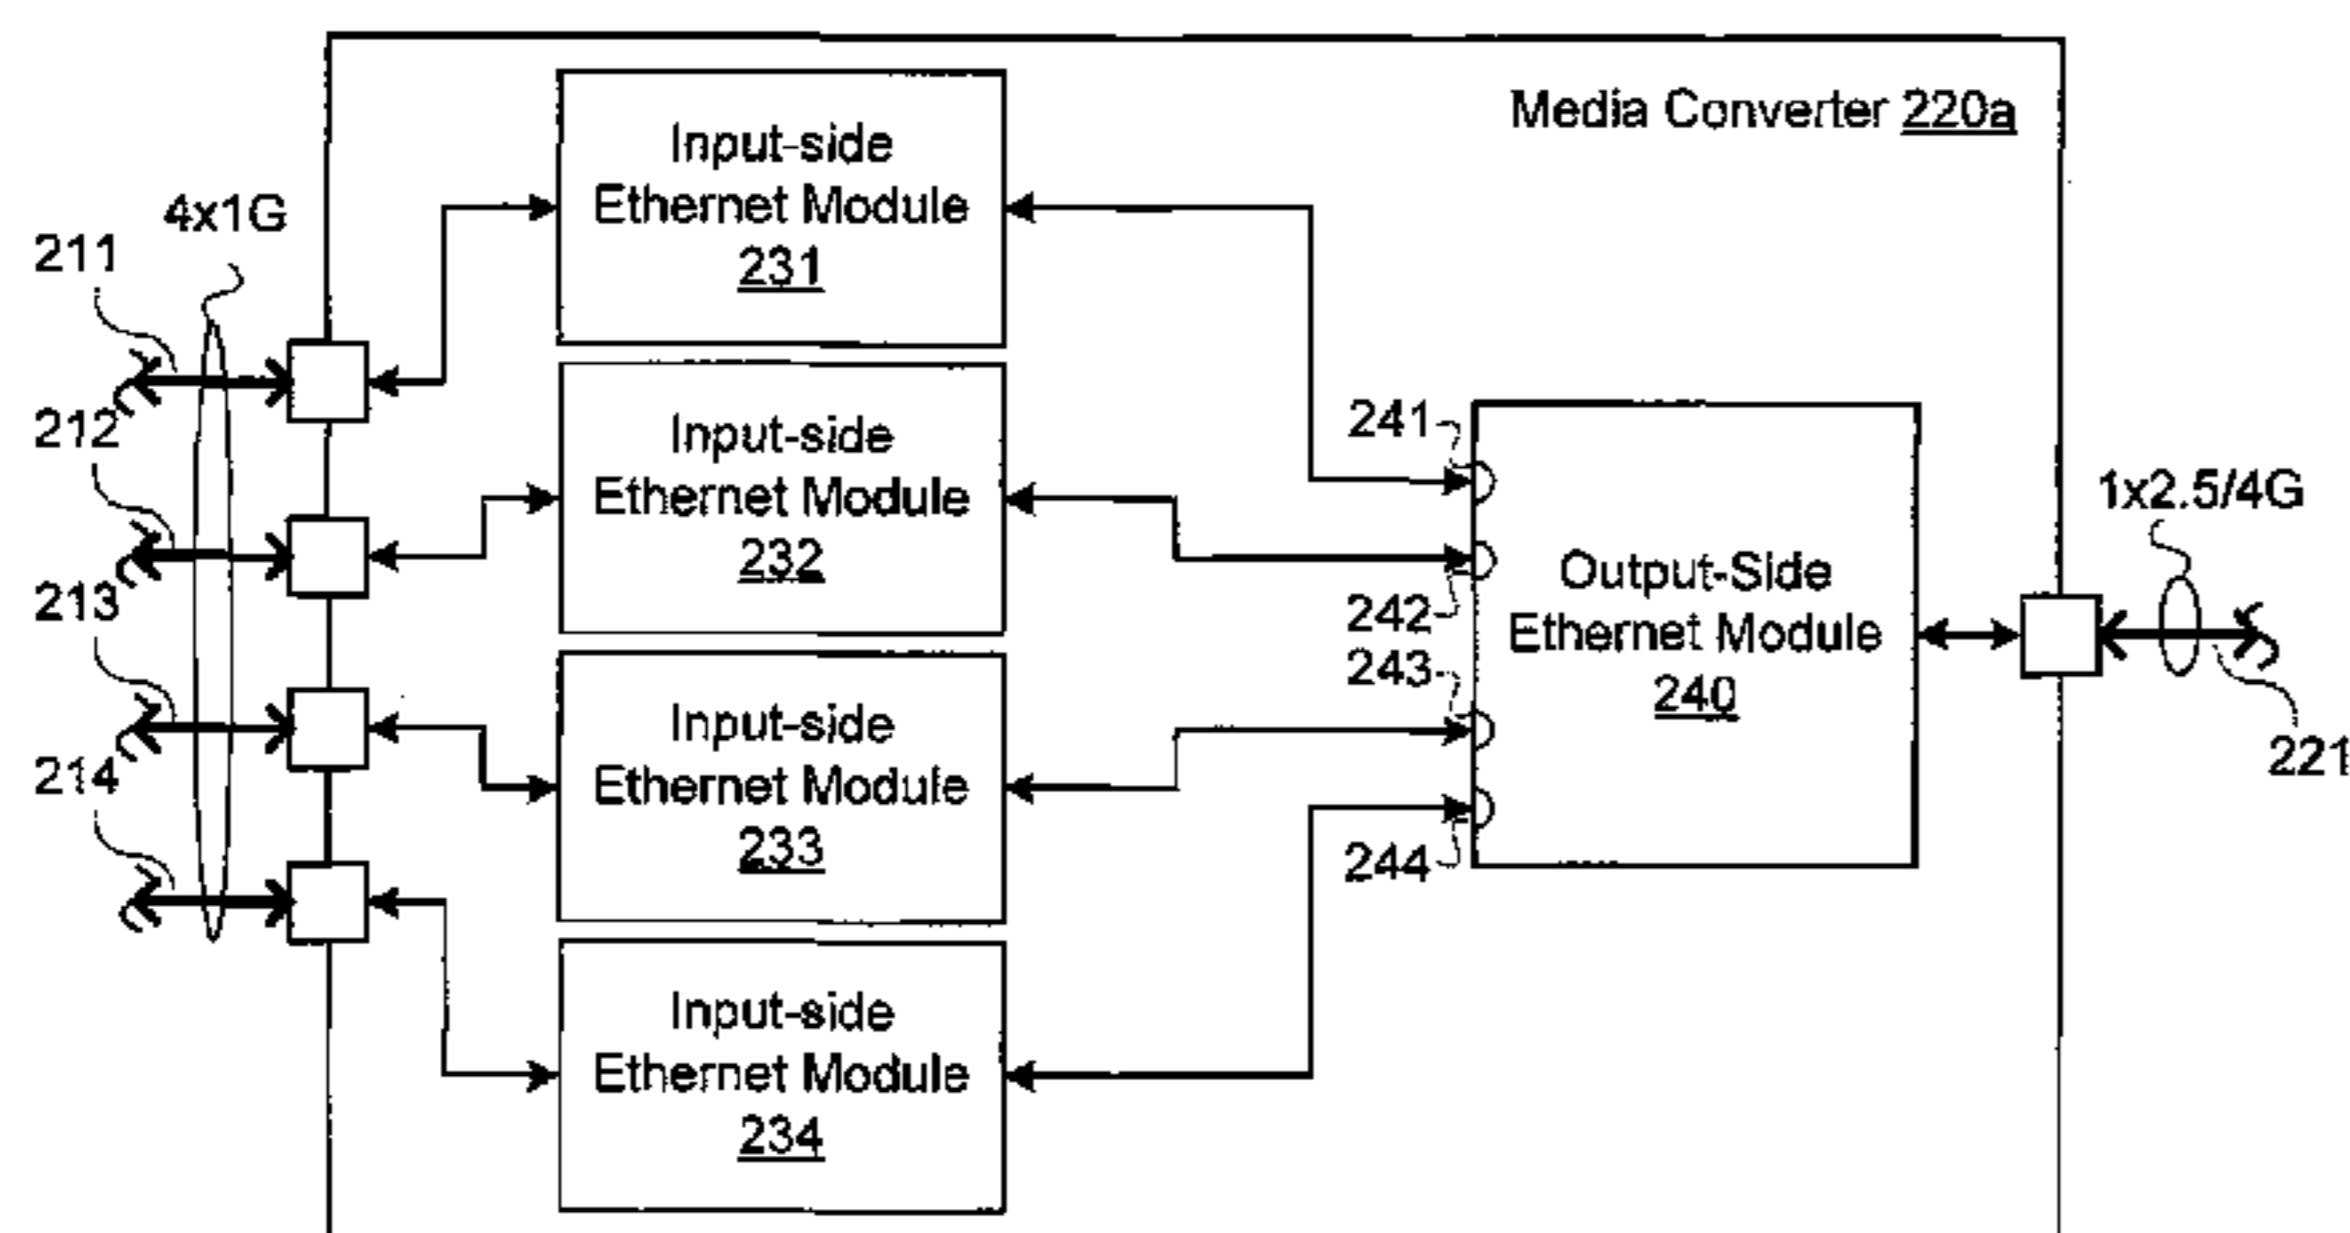 Media Converter 220a
4x1G
211
212
213
214
Input-side
Ethernet Module
231
Input-side
Ethernet Module
232
Input-side
Ethernet Module
233
Input-side
Ethernet Module
234
241
242
243
244
Output-Side
Ethernet Module
240
1x2.5/4G
221